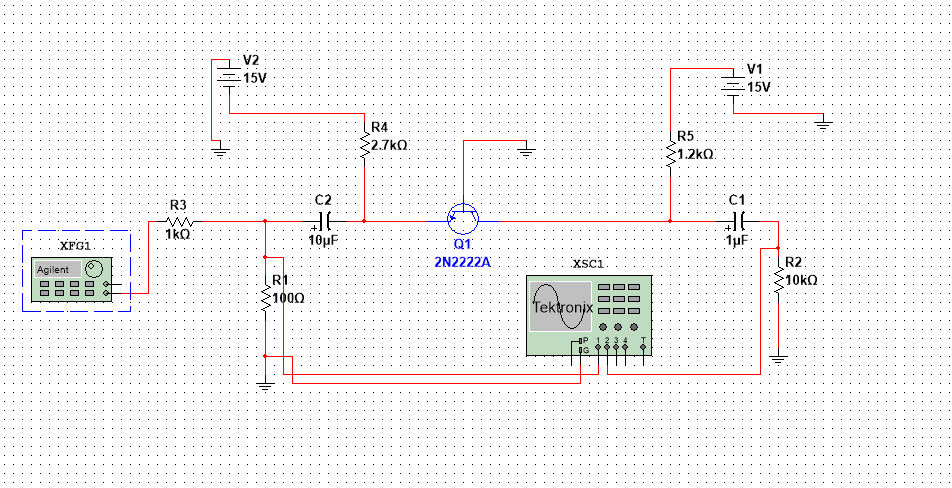 V2
15V
V1
15V
R4
2.7kΩ
R5
1.2kΩ
R3
1kΩ
C2
+
10µF
C1
+
1µF
Q1
2N2222A
XFG1
Agilent
R1
100Ω
R2
10kΩ
XSC1
Tektronix
P
G
1 2 3 4 T